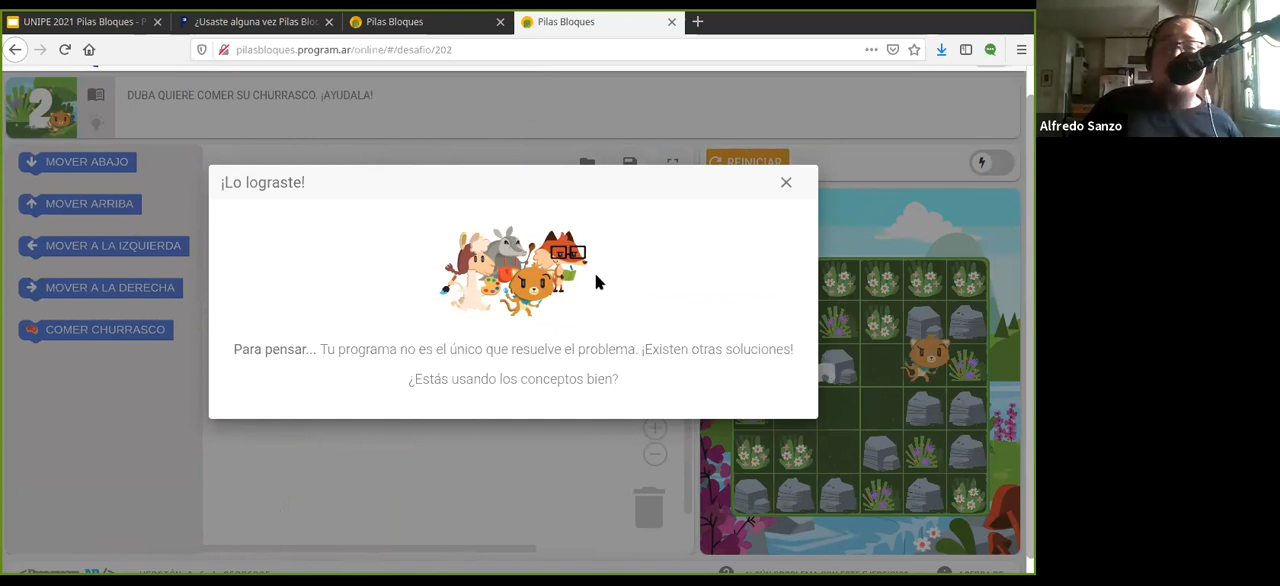 UNIPE 2021 Pilas Bloques - P
¿Usaste alguna vez Pilas Bloc
Pilas Bloques
Pilas Bloques
pilasbloques.program.ar/online/#/desafio/202
2
DUBA QUIERE COMER SU CHURRASCO. ¡AYUDALA!
Alfredo Sanzo
MOVER ABAJO
REINICIAR
MOVER ARRIBA
MOVER A LA IZQUIERDA
MOVER A LA DERECHA
COMER CHURRASCO
¡Lo lograste!
Para pensar... Tu programa no es el único que resuelve el problema. ¡Existen otras soluciones!
¿Estás usando los conceptos bien?